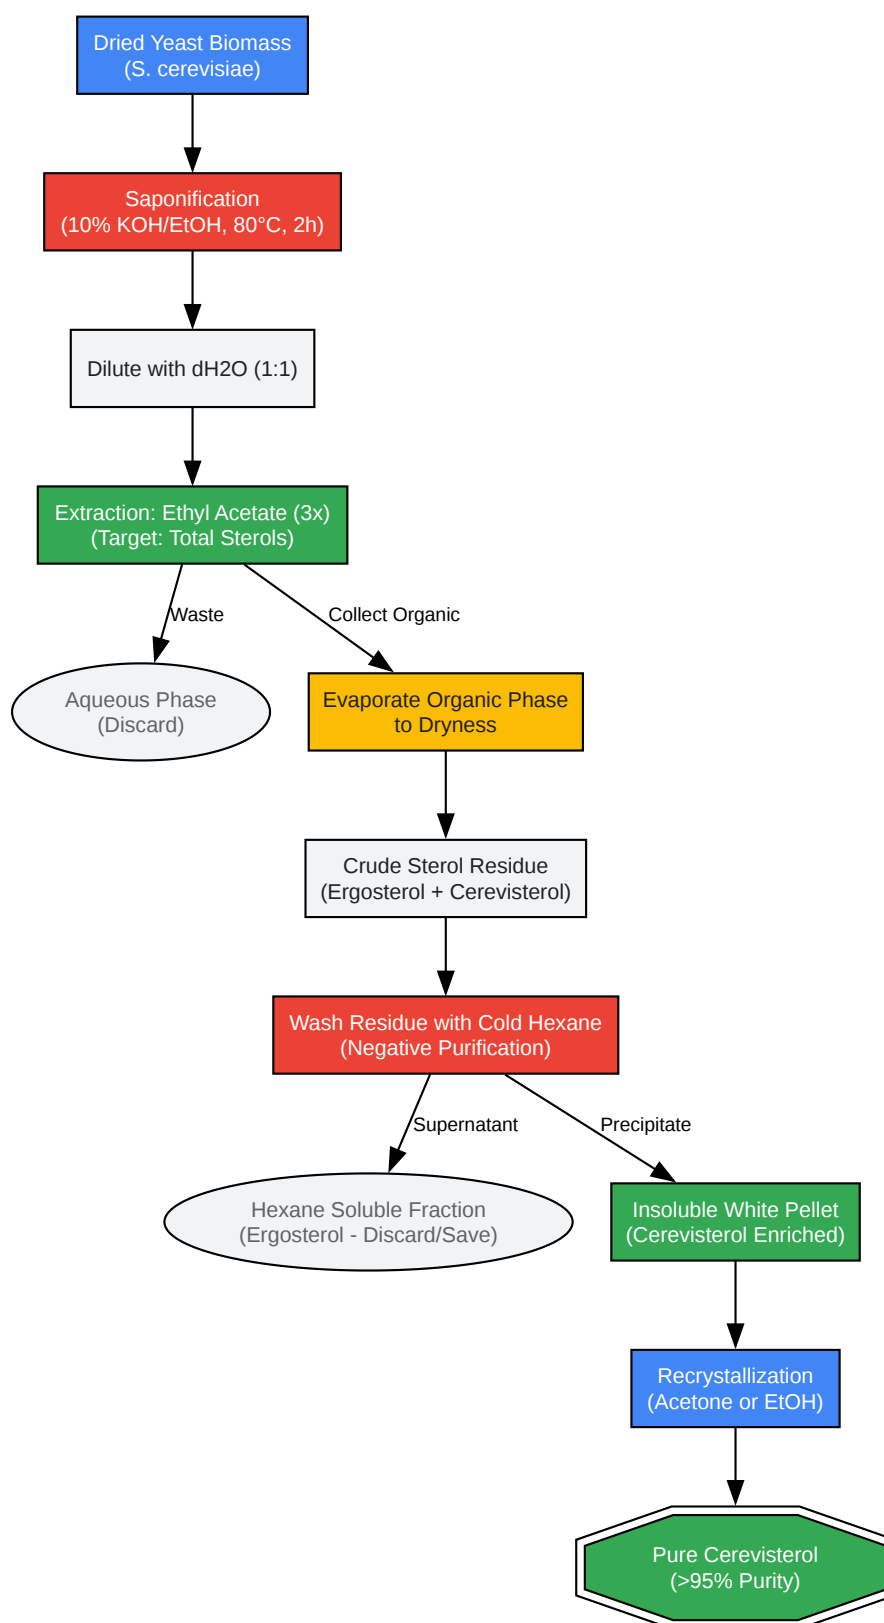 Dried Yeast Biomass
(S. cerevisiae)
Saponification
(10% KOH/EtOH, 80°C, 2h)
Dilute with dH2O (1:1)
Extraction: Ethyl Acetate (3x)
(Target: Total Sterols)
Waste
Collect Organic
Aqueous Phase
(Discard)
Evaporate Organic Phase
to Dryness
Crude Sterol Residue
(Ergosterol + Cerevisterol)
Wash Residue with Cold Hexane
(Negative Purification)
Supernatant
Precipitate
Hexane Soluble Fraction
(Ergosterol - Discard/Save)
Insoluble White Pellet
(Cerevisterol Enriched)
Recrystallization
(Acetone or EtOH)
Pure Cerevisterol
(>95% Purity)